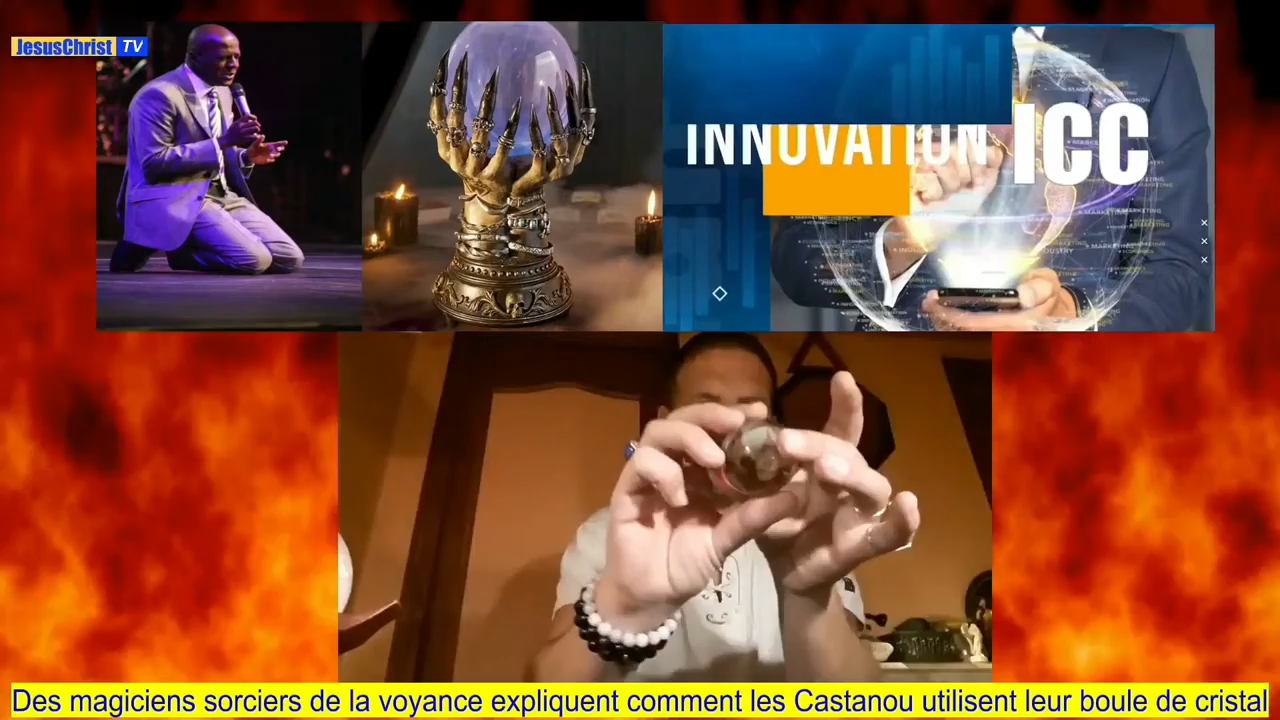 JesusChrist TV
INNOVATION ICC
Des magiciens sorciers de la voyance expliquent comment les Castanou utilisent leur boule de cristal